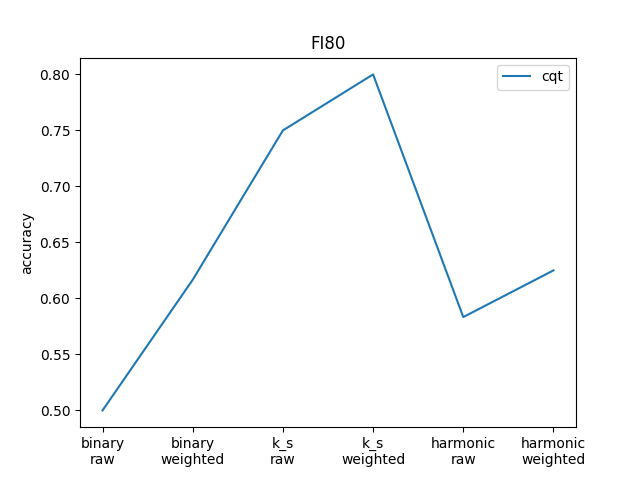 FI80
cqt
accuracy
0.80
0.75
0.70
0.65
0.60
0.55
0.50
binary
raw
binary
weighted
k_s
raw
k_s
weighted
harmonic
raw
harmonic
weighted